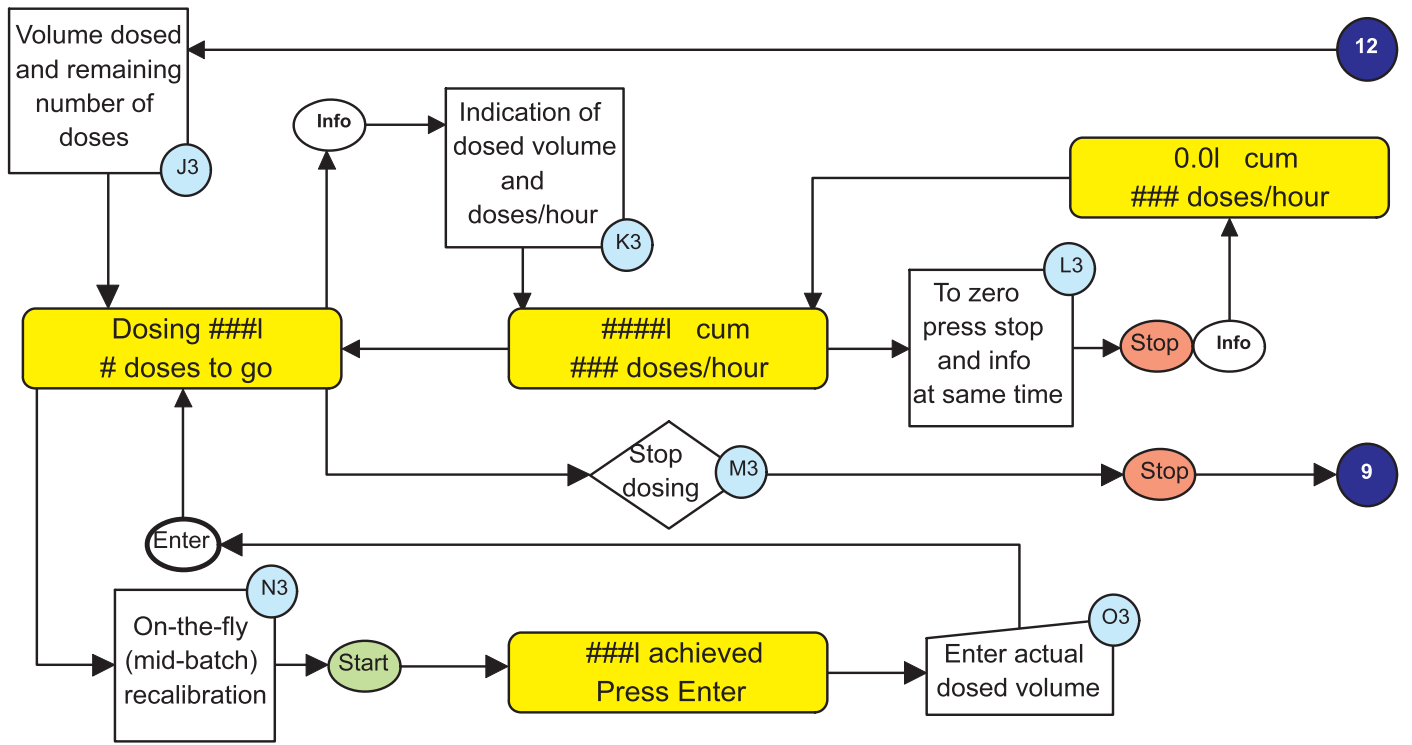 Volume dosed
and remaining
number of
doses
J3
12
Info
Indication of
dosed volume
and
doses/hour
K3
0.0l cum
### doses/hour
L3
To zero
press stop
and info
at same time
Stop
Info
Dosing ###l
# doses to go
####l cum
### doses/hour
Stop
dosing
M3
Stop
9
Enter
N3
On-the-fly
(mid-batch)
recalibration
Start
###l achieved
Press Enter
O3
Enter actual
dosed volume